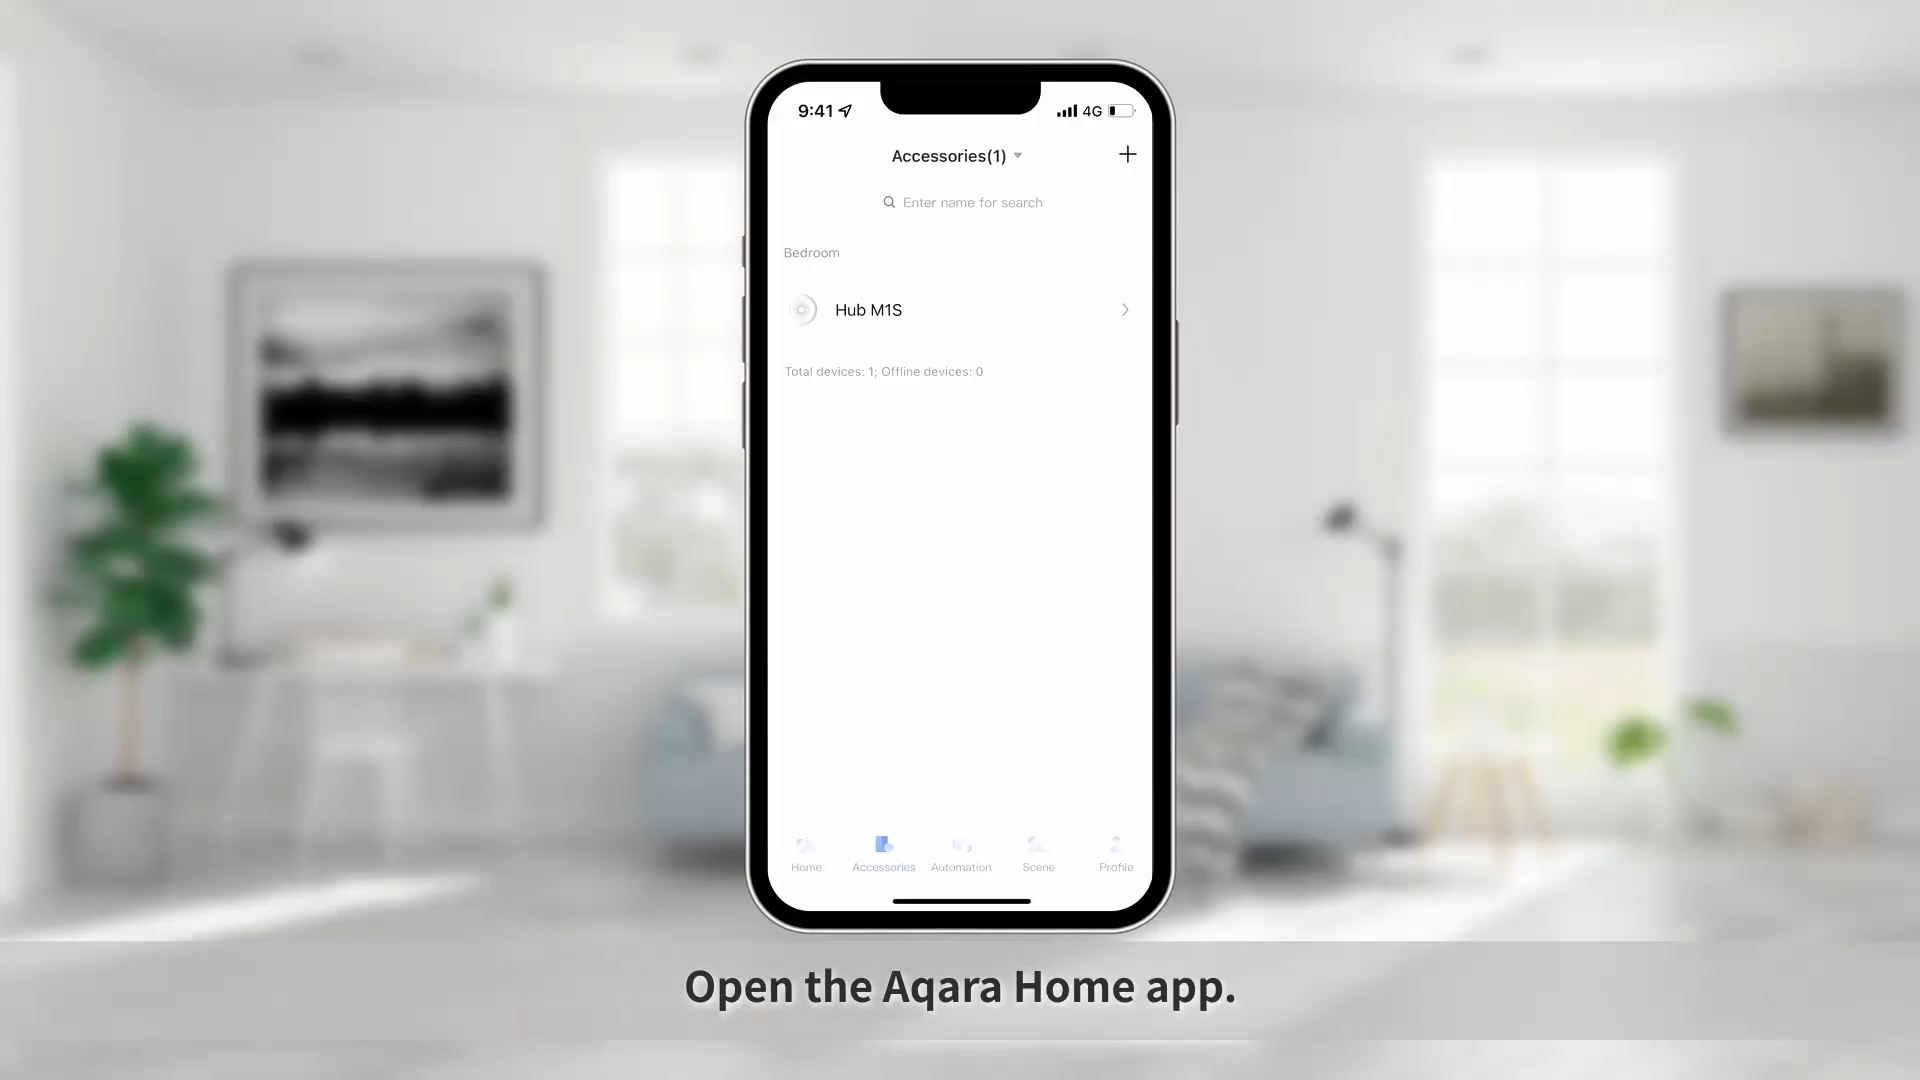 9:41
4G
Accessories(1)
Enter name for search
Bedroom
Hub M1S
Total devices: 1; Offline devices: 0
Home Accessories Automation Scene Profile
Open the Aqara Home app.